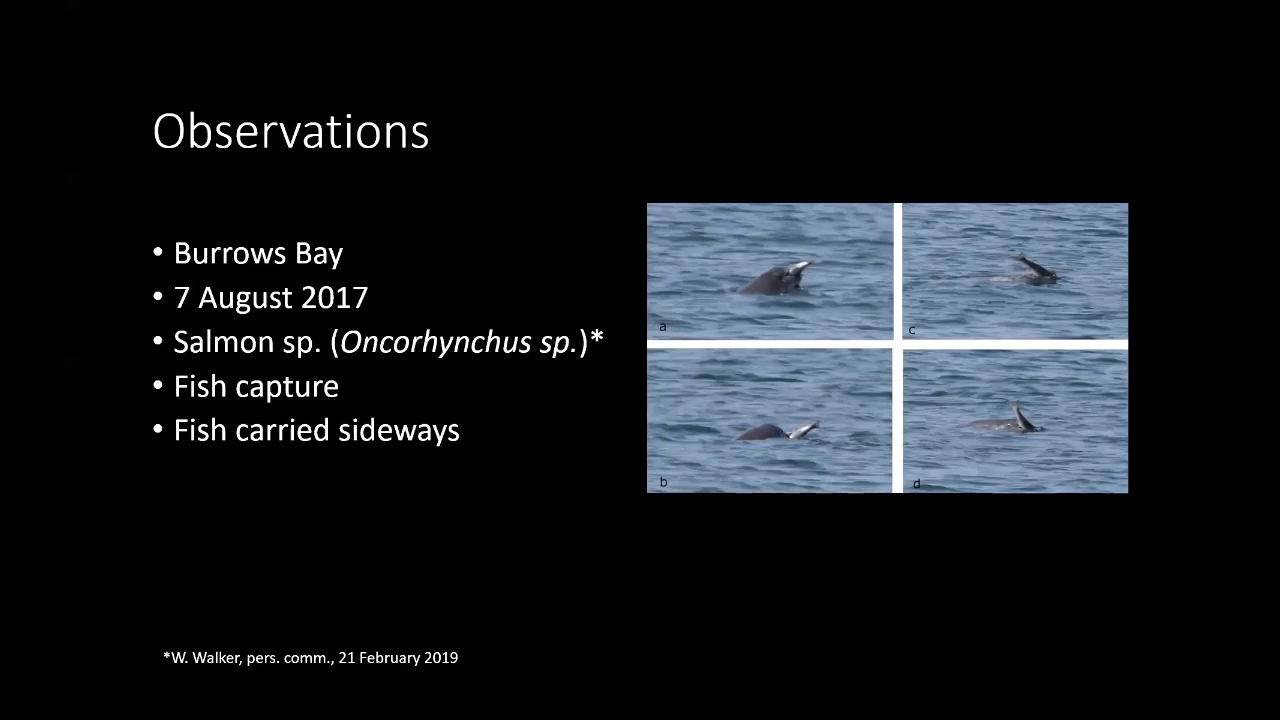 Observations
• Burrows Bay
• 7 August 2017
• Salmon sp. (Oncorhynchus sp.)*
• Fish capture
• Fish carried sideways
a
c
b
d
*W. Walker, pers. comm., 21 February 2019